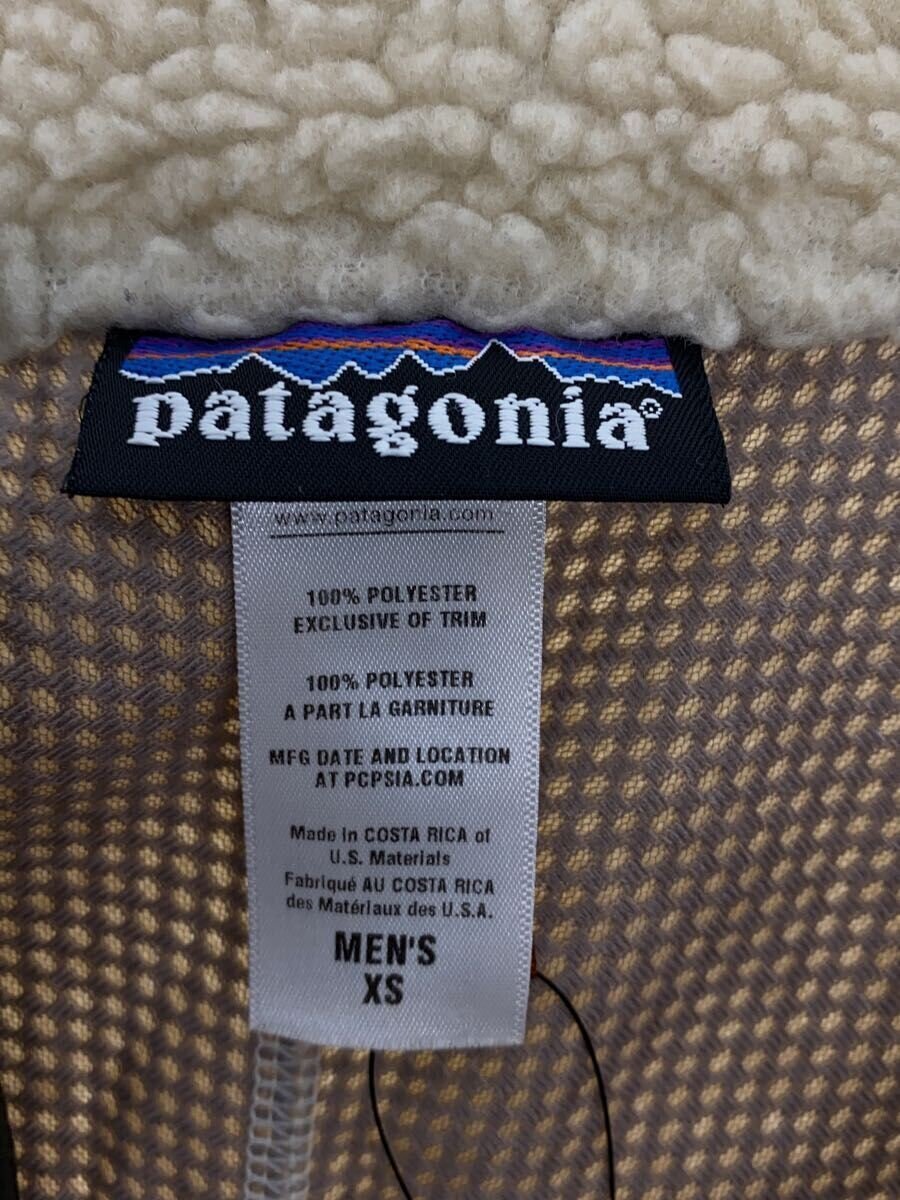 patagonia®
www.patagonia.com
100% POLYESTER
EXCLUSIVE OF TRIM
100% POLYESTER
A PART LA GARNITURE
MFG DATE AND LOCATION
AT PCPSIA.COM
Made in COSTA RICA of
U.S. Materials
Fabriqué AU COSTA RICA
des Matériaux des U.S.A.
MEN'S
XS